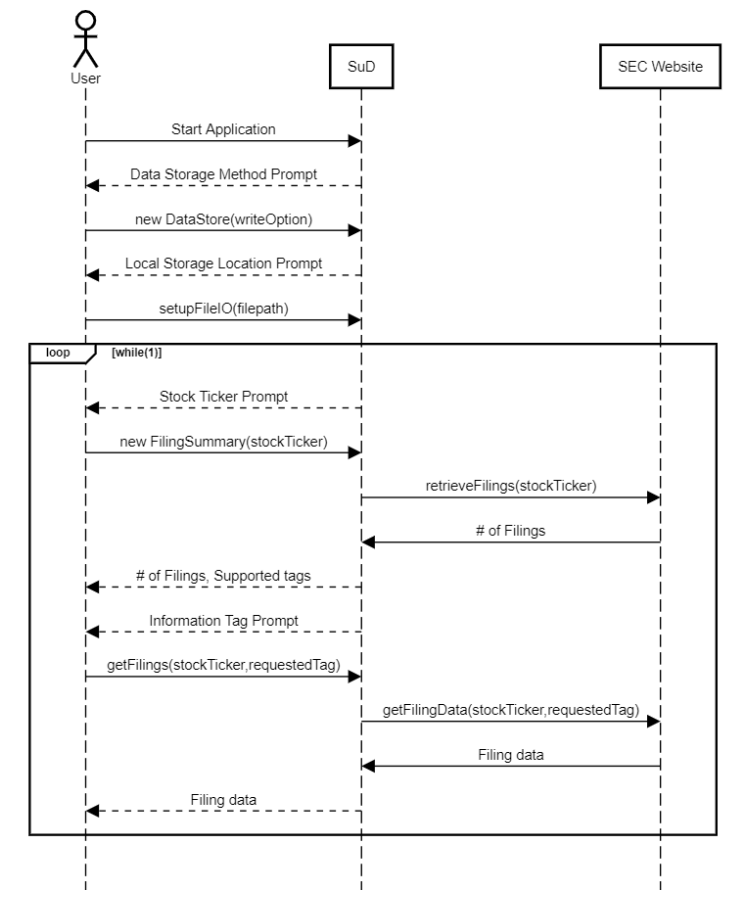 User
SuD
SEC Website
Start Application
Data Storage Method Prompt
new DataStore(writeOption)
Local Storage Location Prompt
setupFileIO(filepath)
loop
[while(1)]
Stock Ticker Prompt
new FilingSummary(stockTicker)
retrieveFilings(stockTicker)
# of Filings
# of Filings, Supported tags
Information Tag Prompt
getFilings(stockTicker,requestedTag)
getFilingData(stockTicker,requestedTag)
Filing data
Filing data